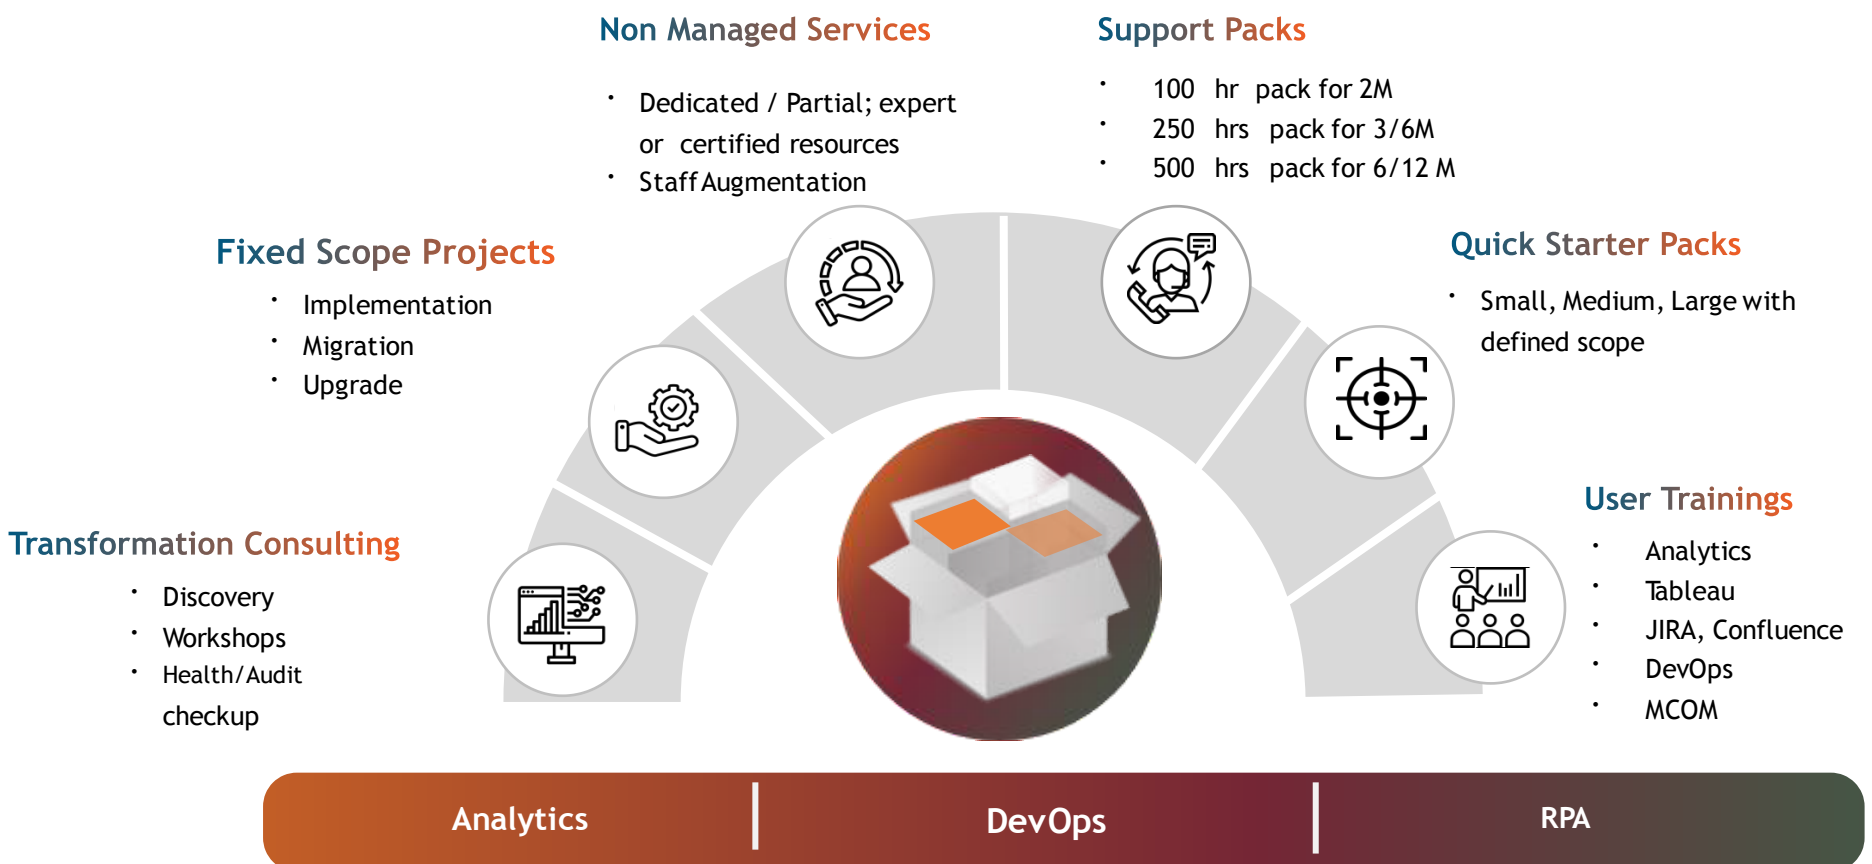 Non Managed Services
Dedicated / Partial; expert
or certified resources
Staff Augmentation
Support Packs
100 hr pack for 2M
250 hrs pack for 3/6M
500 hrs pack for 6/12 M
Fixed Scope Projects
Implementation
Migration
Upgrade
Quick Starter Packs
Small, Medium, Large with
defined scope
Transformation Consulting
Discovery
Workshops
Health/Audit
checkup
User Trainings
Analytics
Tableau
JIRA, Confluence
DevOps
MCOM
Analytics
DevOps
RPA